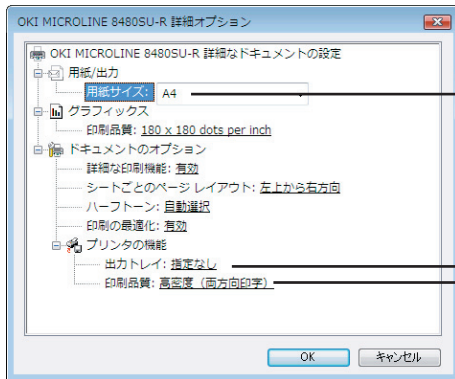 OKI MICROLINE 8480SU-R 詳細オプション
OKI MICROLINE 8480SU-R 詳細なドキュメントの設定
用紙/出力
用紙サイズ: A4
グラフィックス
印刷品質: 180 x 180 dots per inch
ドキュメントのオプション
詳細な印刷機能: 有効
シートごとのページ レイアウト: 左上から右方向
ハーフトーン: 自動選択
印刷の最適化: 有効
プリンタの機能
出力トレイ: 指定なし
印刷品質: 高密度（両方向印字）
OK キャンセル